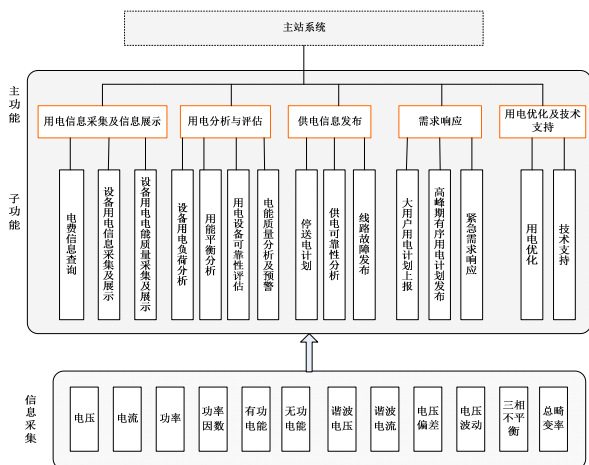 主站系统
主功能
用电信息采集及信息展示
用电分析与评估
供电信息发布
需求响应
用电优化及技术
支持
子功能
电费信息查询
设备用电信息采集及展示
设备用电电能质量采集及展示
设备用电负荷分析
用能平衡分析
用电设备可靠性评估
电能质量分析及预警
停送电计划
供电可靠性分析
线路故障发布
大用户用电计划上报
高峰期有序用电计划发布
紧急需求响应
用电优化
技术支持
信息采集
电压
电流
功率
功率
因数
有功
电能
无功
电能
谐波
电压
谐波
电流
电压
偏差
电压
波动
三相
不平
衡
总畸
变率